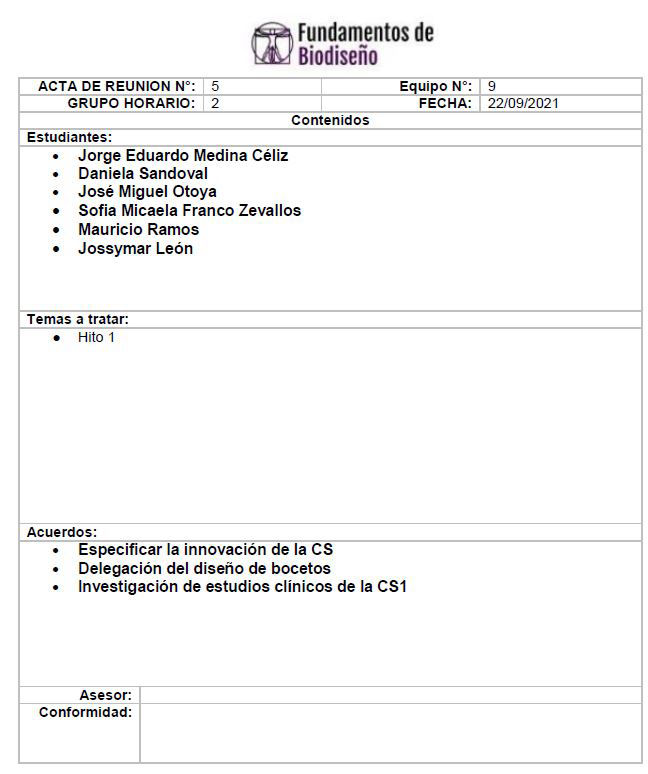 Fundamentos de
Biodiseño
ACTA DE REUNION N°: 5 Equipo N°: 9
GRUPO HORARIO: 2 FECHA: 22/09/2021
Contenidos
Estudiantes:
• Jorge Eduardo Medina Céliz
• Daniela Sandoval
• José Miguel Otoya
• Sofia Micaela Franco Zevallos
• Mauricio Ramos
• Jossymar León
Temas a tratar:
• Hito 1
Acuerdos:
• Especificar la innovación de la CS
• Delegación del diseño de bocetos
• Investigación de estudios clínicos de la CS1
Asesor:
Conformidad: